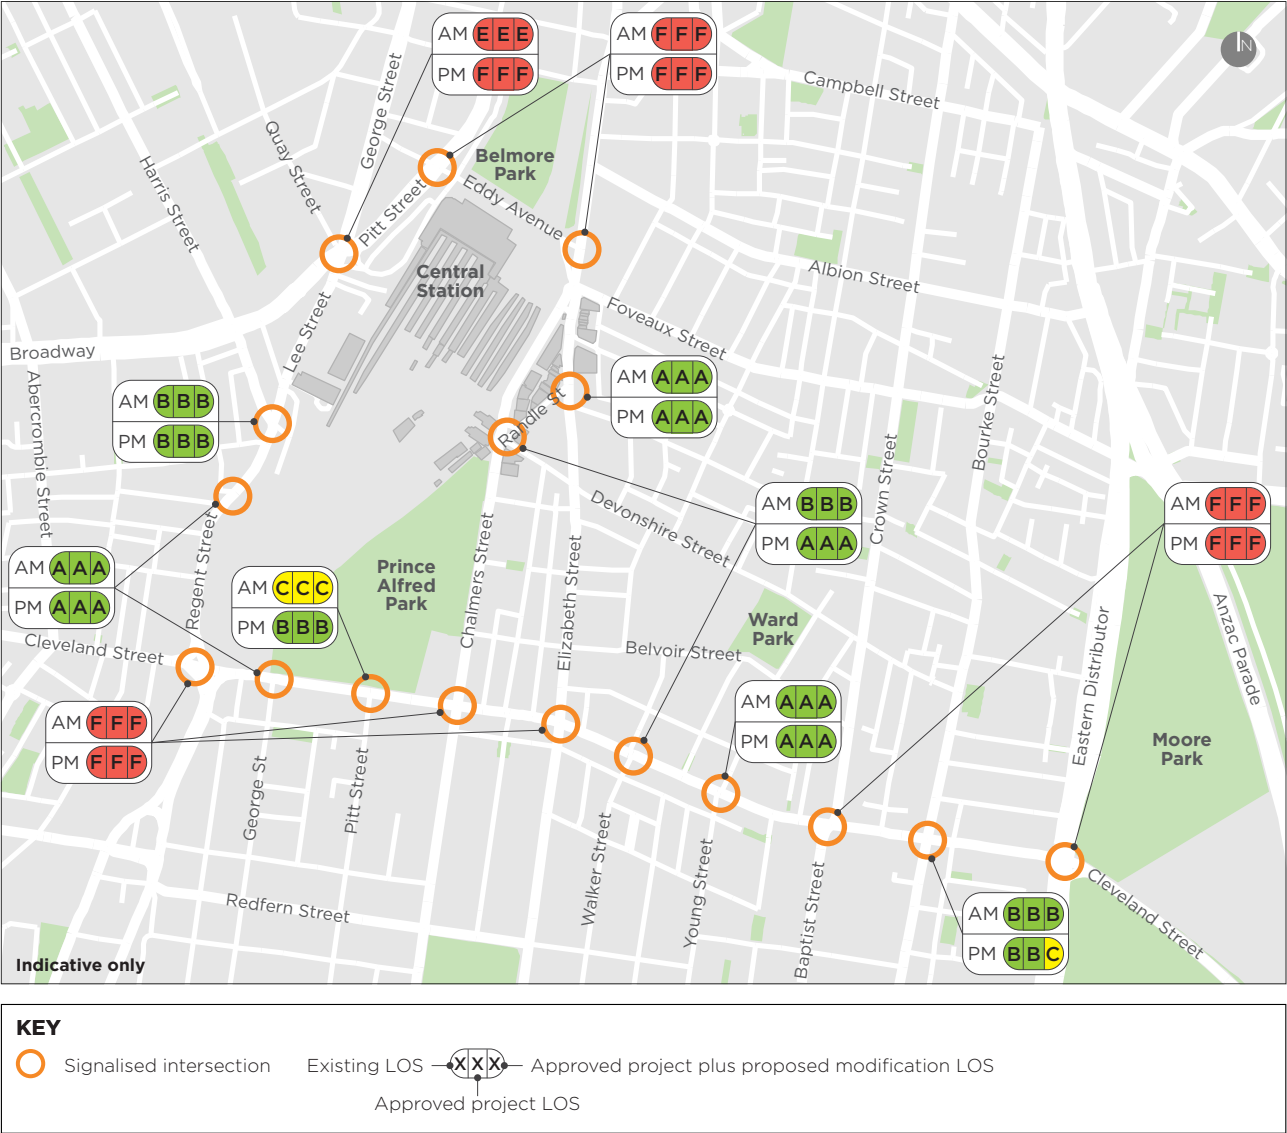 AM E E E
PM F F F
AM F F F
PM F F F
N
Campbell Street
George Street
Quay Street
Harris Street
Belmore
Park
Pitt Street
Eddy Avenue
Central
Station
Albion Street
Foveaux Street
Lee Street
Broadway
Abercrombie Street
AM B B B
PM B B B
AM A A A
PM A A A
Randle St
Bourke Street
Crown Street
Devonshire Street
AM B B B
PM A A A
AM F F F
PM F F F
Regent Street
AM A A A
PM A A A
AM C C C
PM B B B
Prince
Alfred
Park
Chalmers Street
Elizabeth Street
Ward
Park
Belvoir Street
Cleveland Street
Eastern Distributor
Anzac Parade
AM F F F
PM F F F
AM A A A
PM A A A
Moore
Park
George St
Pitt Street
Walker Street
Young Street
Baptist Street
Redfern Street
Cleveland Street
AM B B B
PM B B C
Indicative only
KEY
Signalised intersection
Existing LOS X X X Approved project plus proposed modification LOS
Approved project LOS